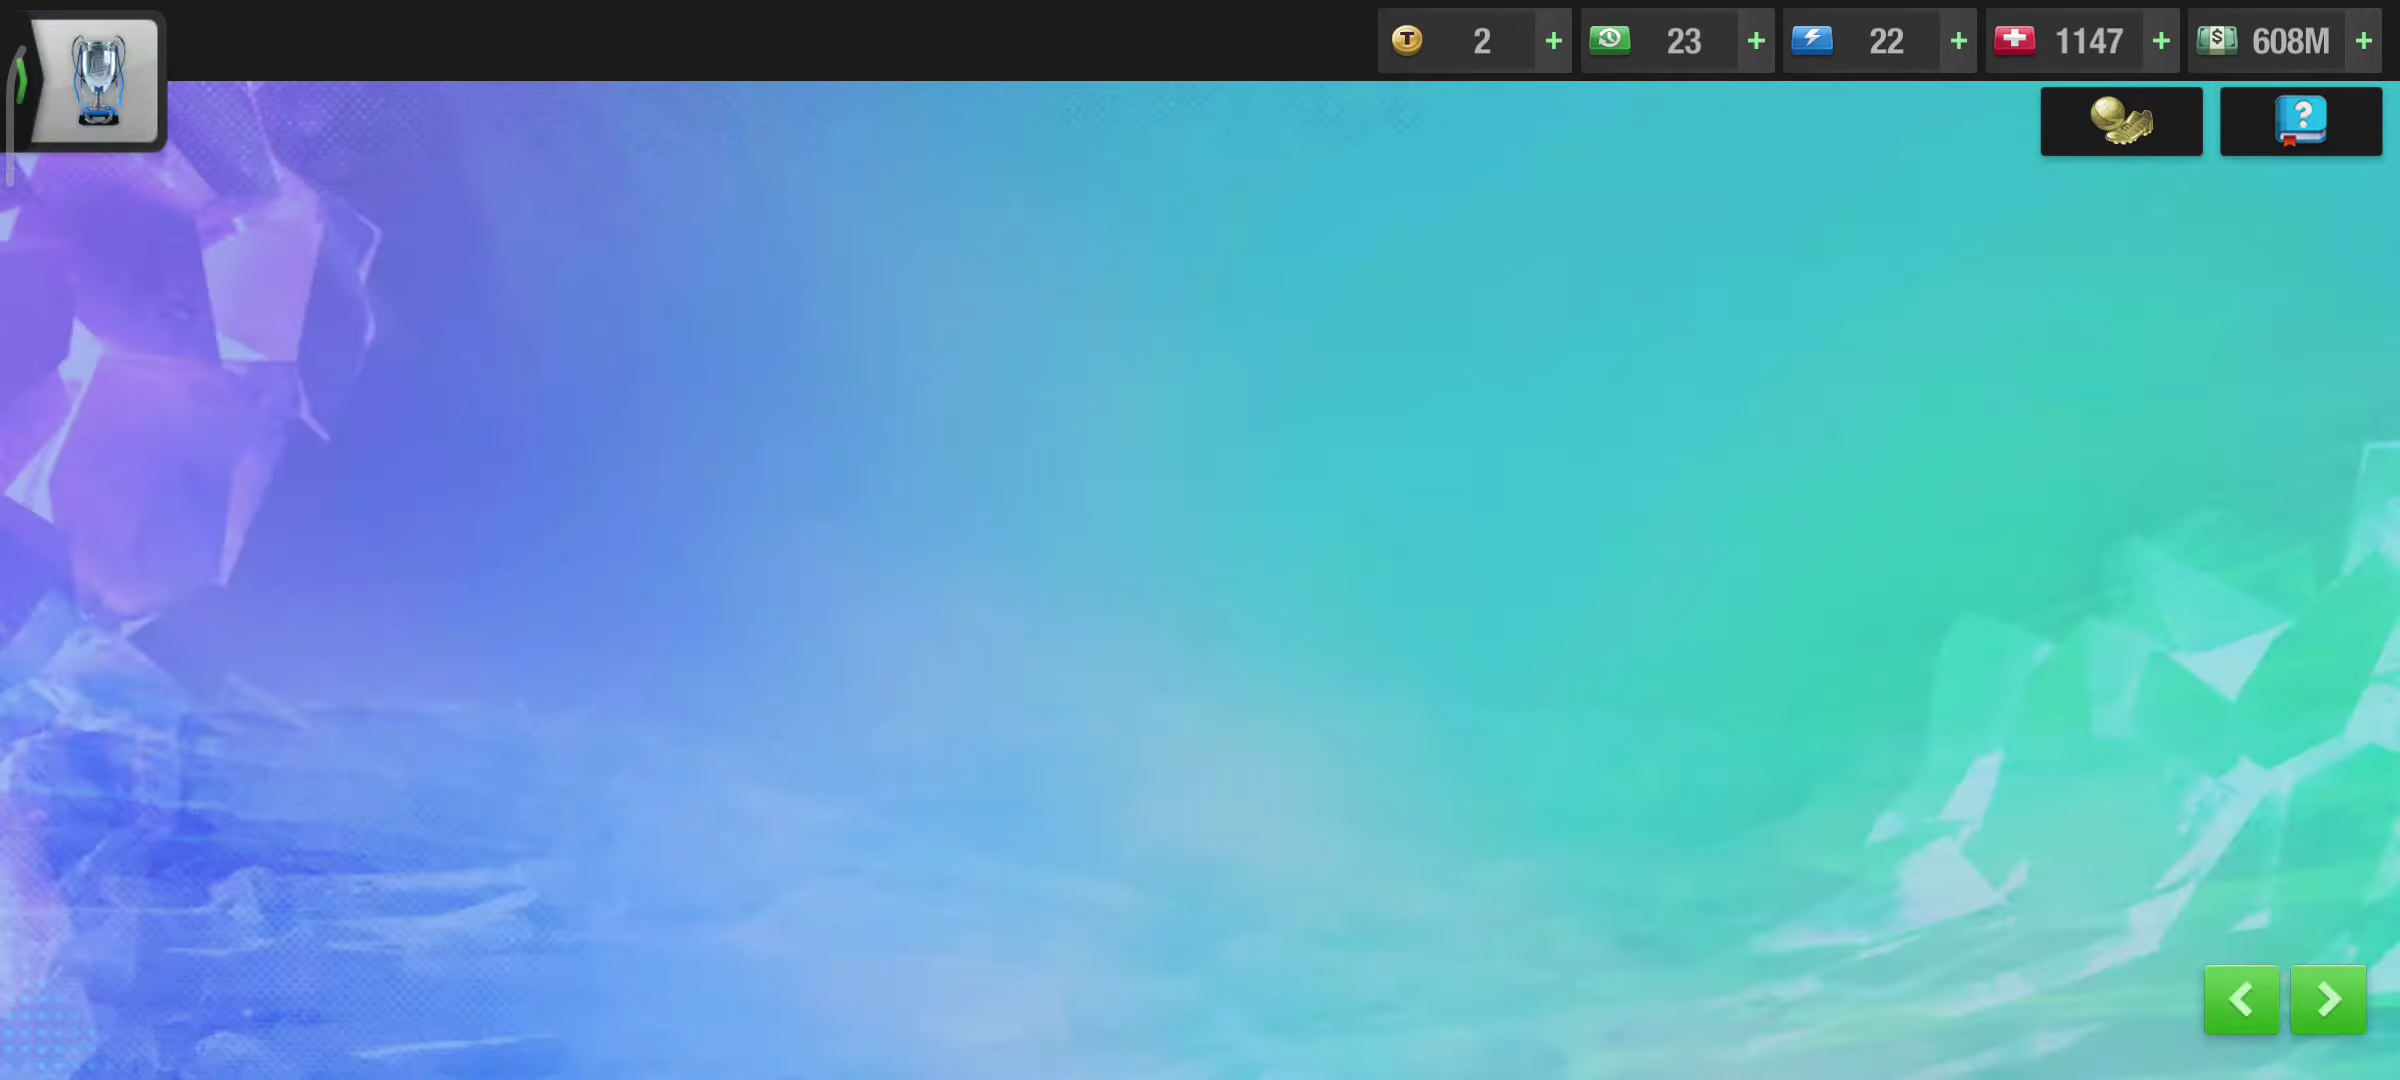 T 2 + 23 + 22 + 1147 + $ 608M +
?